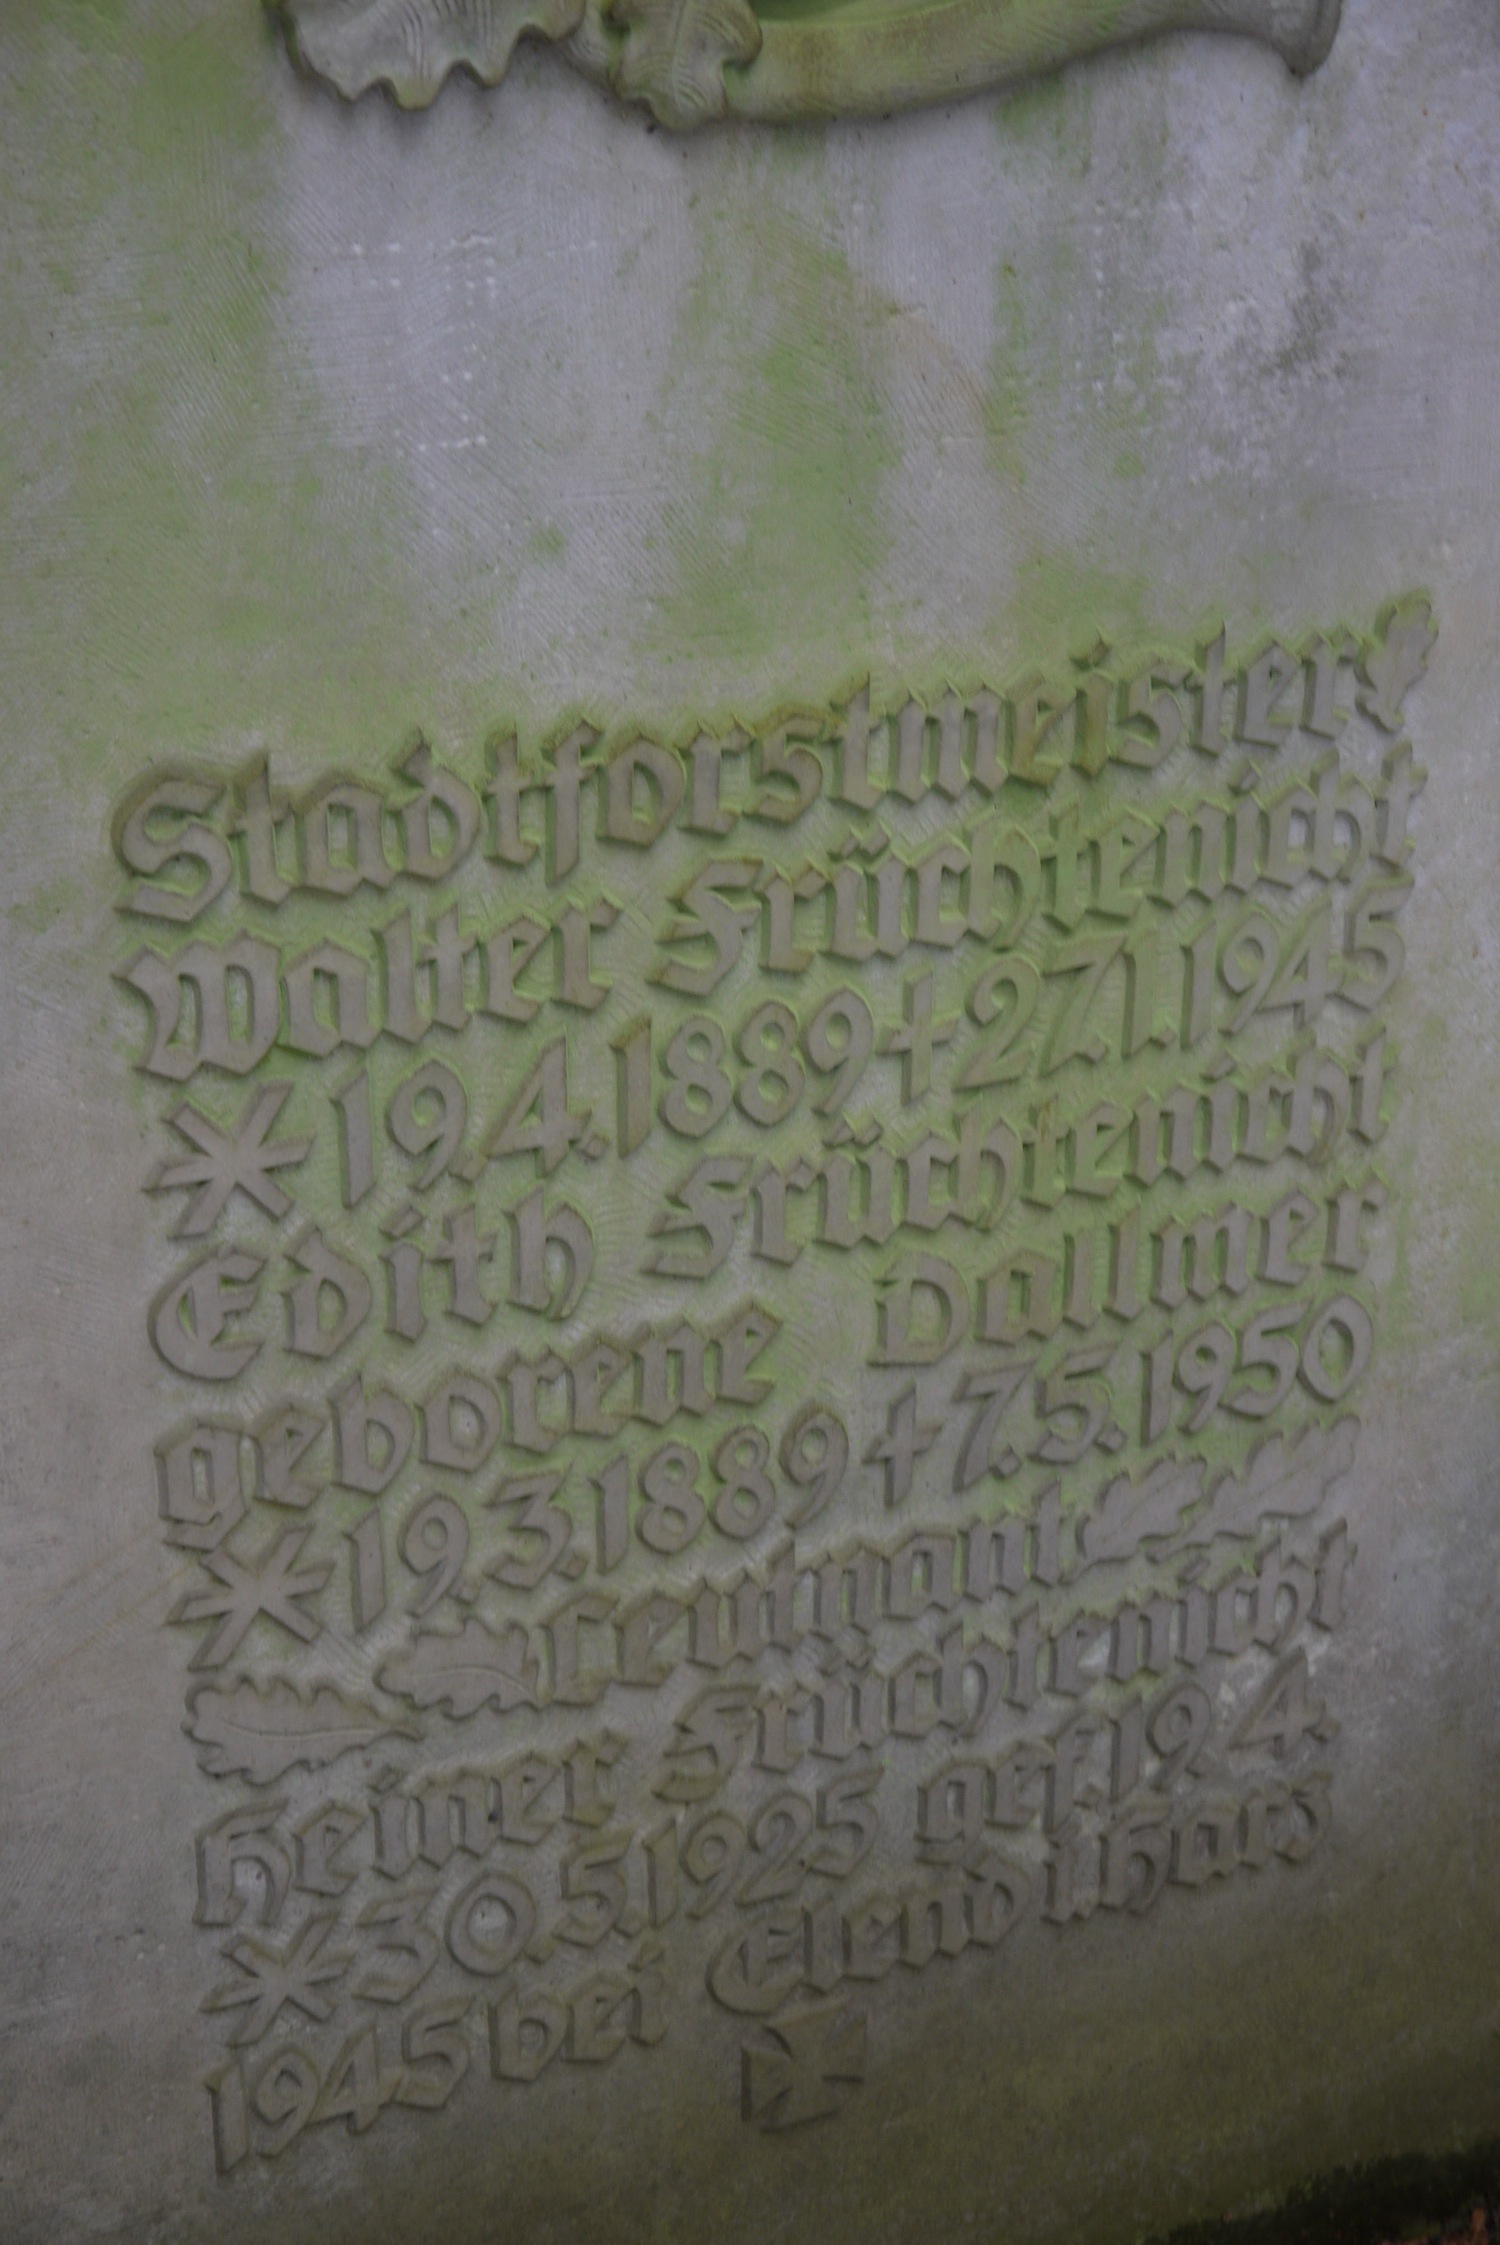 Stadtforstmeister
Walter Früchtenicht
* 19.4.1889 + 27.1.1945
Edith Früchtenicht
geborene Dallmer
* 19.3.1889 + 7.5.1950
Leutnant
Heiner Früchtenicht
* 30.5.1925 gef. 19.4.
1945 bei Elend i. Harz